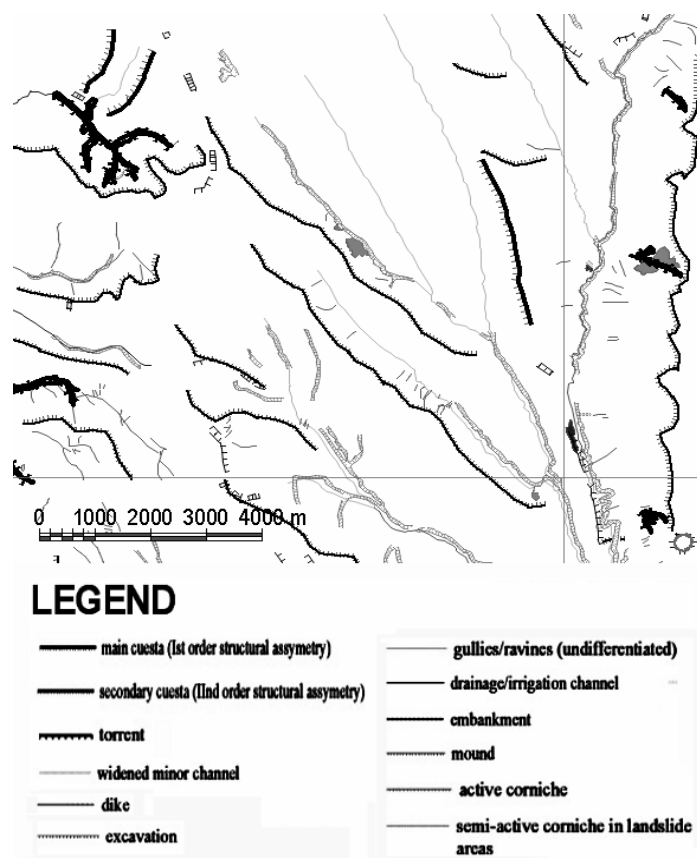 0 1000 2000 3000 4000 m
LEGEND
main cuesta (Ist order structural assymetry)
secondary cuesta (IInd order structural assymetry)
torrent
widened minor channel
dike
excavation
gullies/ravines (undifferentiated)
drainage/irrigation channel
embankment
mound
active corniche
semi-active corniche in landslide
areas